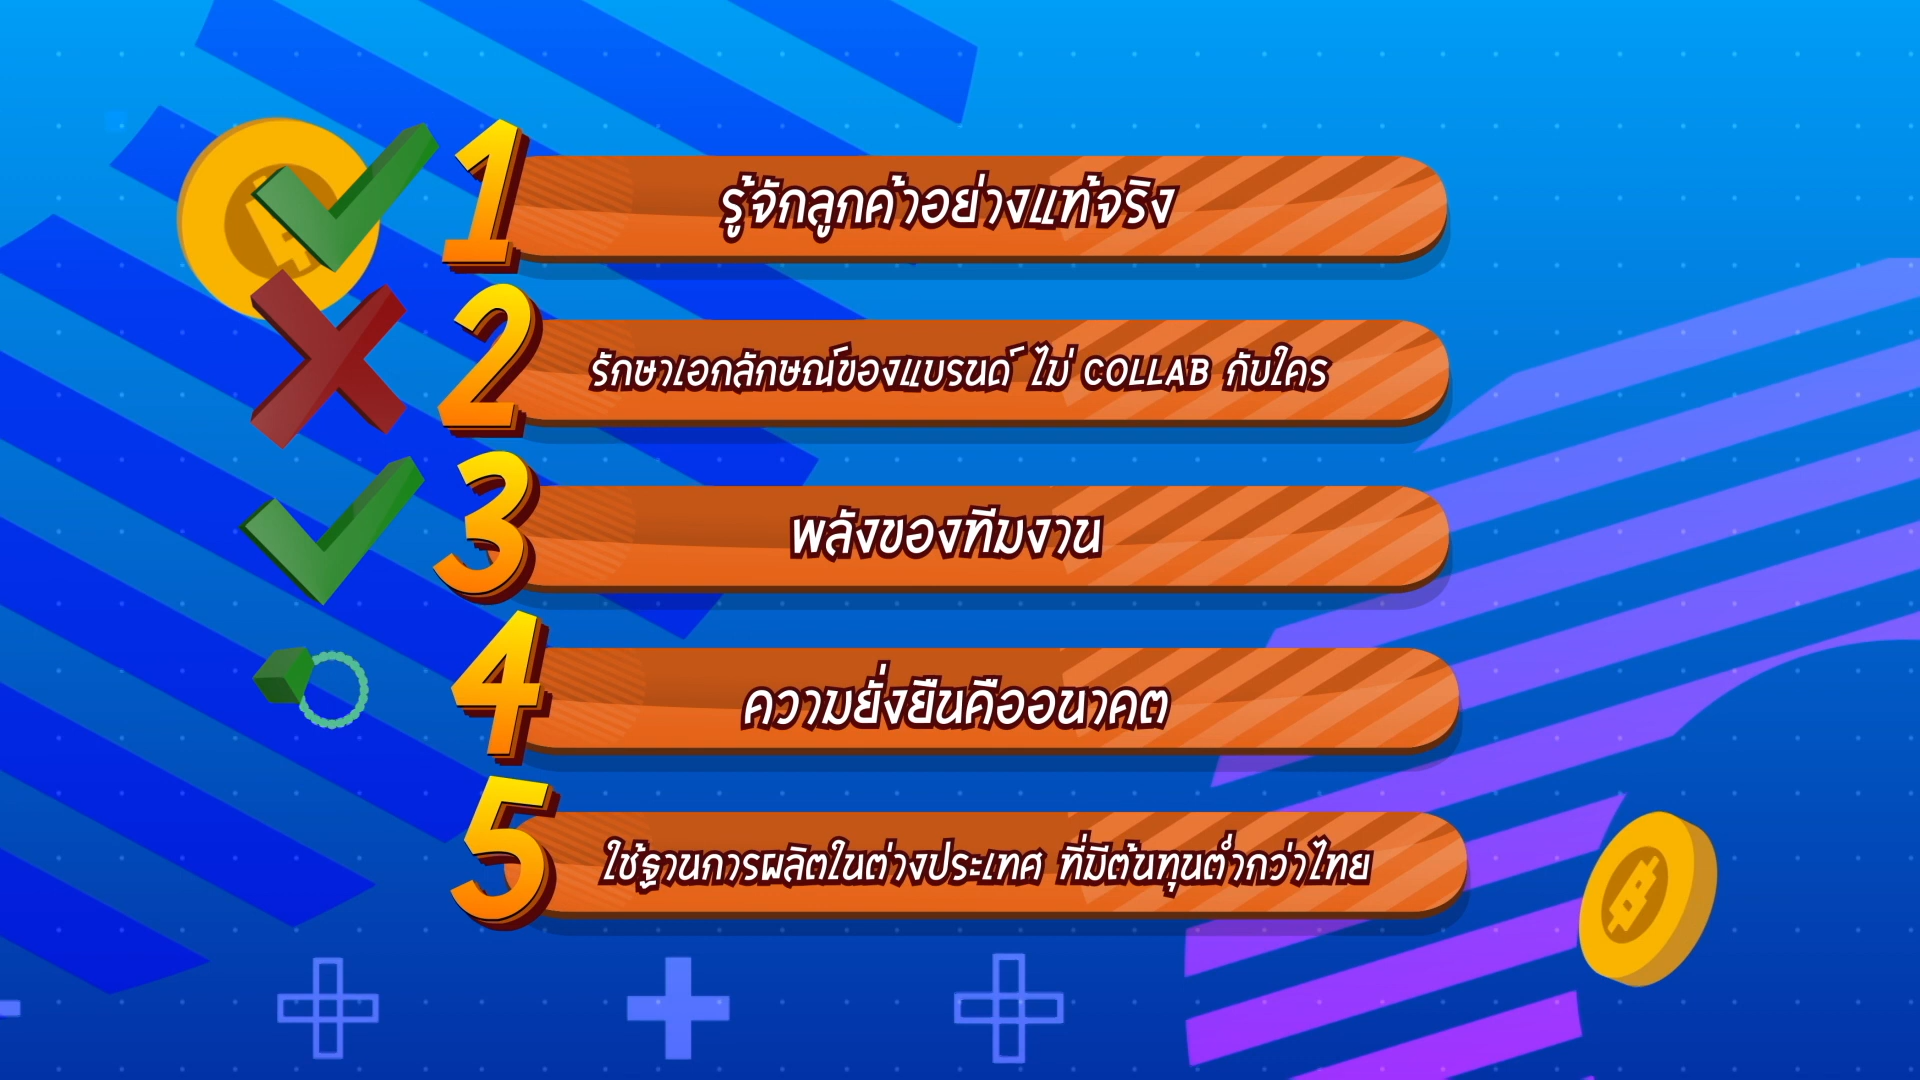 1 รู้จักลูกค้าอย่างแท้จริง
2 รักษาเอกลักษณ์ของแบรนด์ ไม่ COLLAB กับใคร
3 พลังของทีมงาน
4 ความยั่งยืนคืออนาคต
5 ใช้ฐานการผลิตในต่างประเทศ ที่มีต้นทุนต่ำกว่าไทย